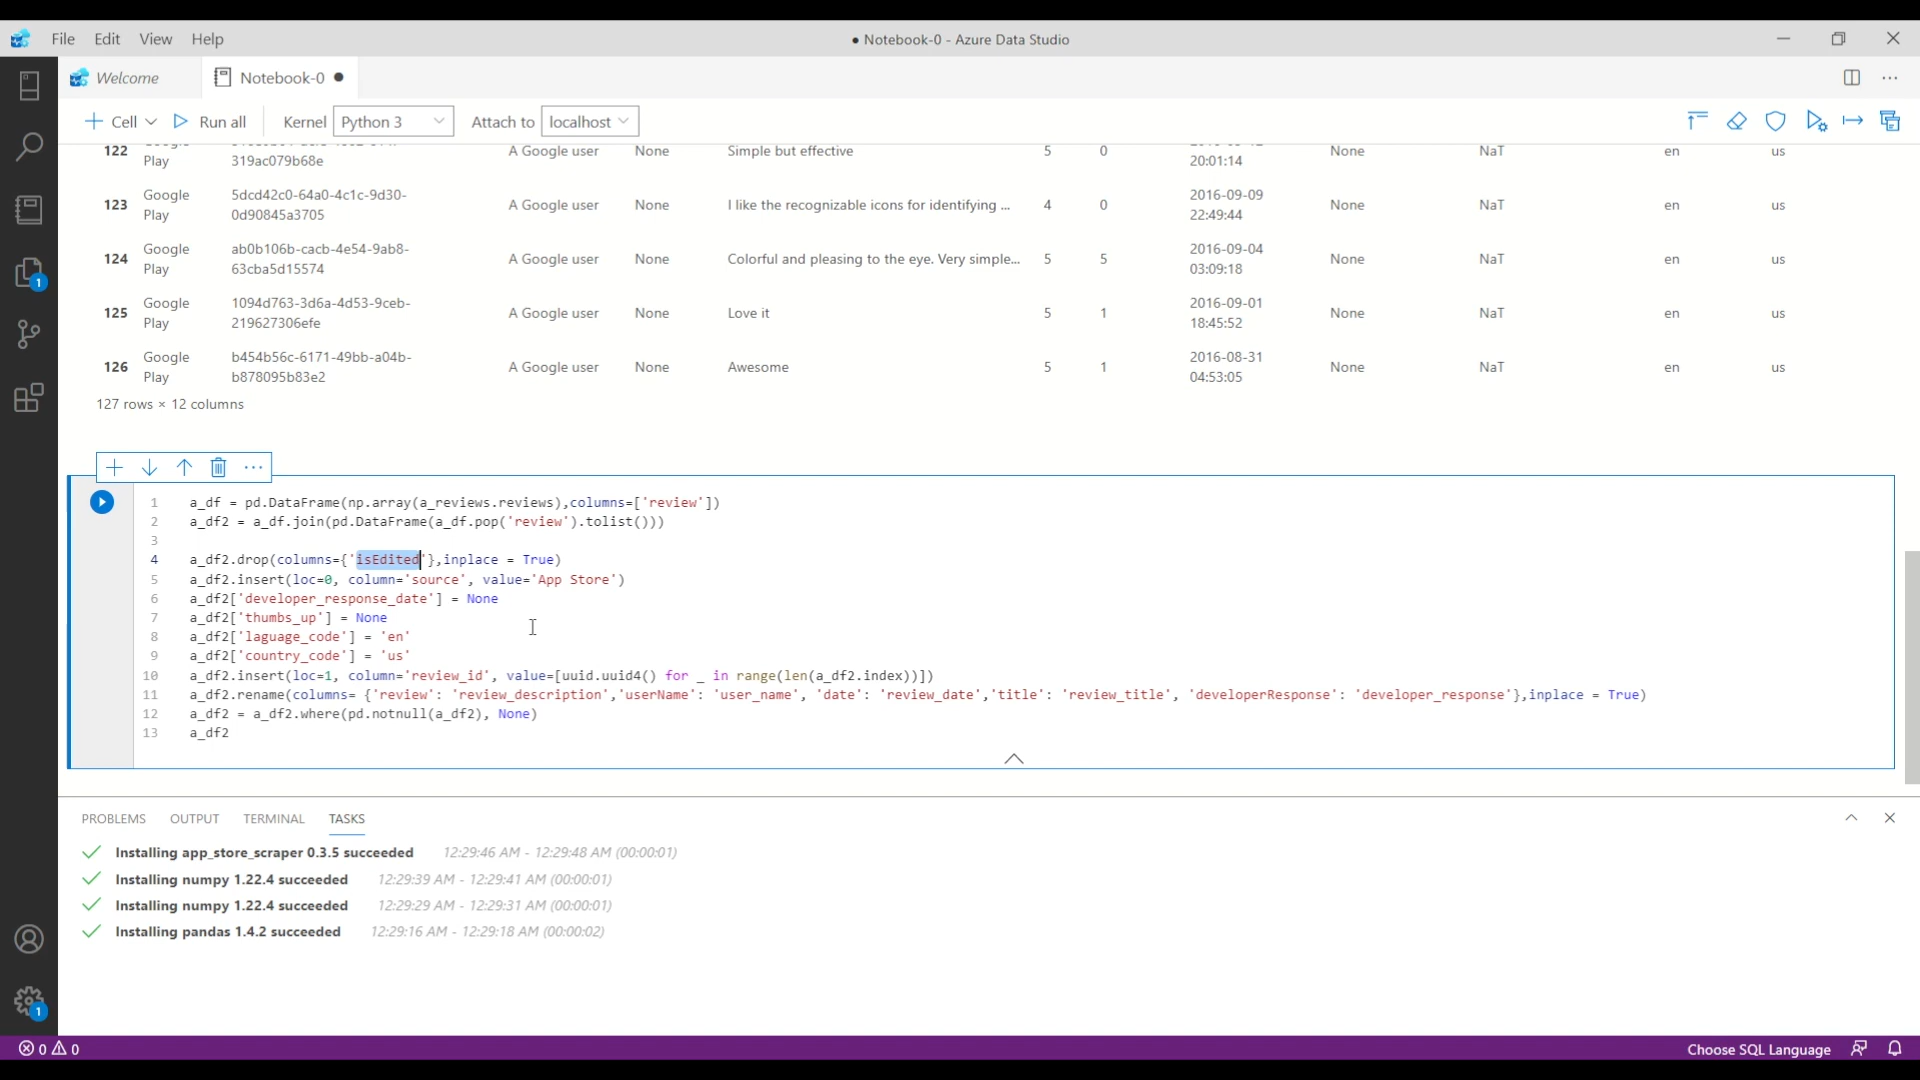 File Edit View Help
● Notebook-0 - Azure Data Studio
Welcome
Notebook-0 ●
Cell Run all Kernel Python 3 Attach to localhost
122 Play 319ac079b68e A Google user None Simple but effective 5 0 20:01:14 None NaT en us
123 Google Play 5dcd42c0-64a0-4c1c-9d30-0d90845a3705 A Google user None I like the recognizable icons for identifying ... 4 0 2016-09-09 22:49:44 None NaT en us
124 Google Play ab0b106b-cacb-4e54-9ab8-63cba5d15574 A Google user None Colorful and pleasing to the eye. Very simple... 5 5 2016-09-04 03:09:18 None NaT en us
125 Google Play 1094d763-3d6a-4d53-9ceb-219627306efe A Google user None Love it 5 1 2016-09-01 18:45:52 None NaT en us
126 Google Play b454b56c-6171-49bb-a04b-b878095b83e2 A Google user None Awesome 5 1 2016-08-31 04:53:05 None NaT en us
127 rows × 12 columns
1 a_df = pd.DataFrame(np.array(a_reviews.reviews),columns=['review'])
2 a_df2 = a_df.join(pd.DataFrame(a_df.pop('review').tolist()))
3
4 a_df2.drop(columns={'isEdited'},inplace = True)
5 a_df2.insert(loc=0, column='source', value='App Store')
6 a_df2['developer_response_date'] = None
7 a_df2['thumbs_up'] = None
8 a_df2['laguage_code'] = 'en'
9 a_df2['country_code'] = 'us'
10 a_df2.insert(loc=1, column='review_id', value=[uuid.uuid4() for _ in range(len(a_df2.index))])
11 a_df2.rename(columns= {'review': 'review_description','userName': 'user_name', 'date': 'review_date','title': 'review_title', 'developerResponse': 'developer_response'},inplace = True)
12 a_df2 = a_df2.where(pd.notnull(a_df2), None)
13 a_df2
PROBLEMS OUTPUT TERMINAL TASKS
Installing app_store_scraper 0.3.5 succeeded 12:29:46 AM - 12:29:48 AM (00:00:01)
Installing numpy 1.22.4 succeeded 12:29:39 AM - 12:29:41 AM (00:00:01)
Installing numpy 1.22.4 succeeded 12:29:29 AM - 12:29:31 AM (00:00:01)
Installing pandas 1.4.2 succeeded 12:29:16 AM - 12:29:18 AM (00:00:02)
1
1
0 0
Choose SQL Language